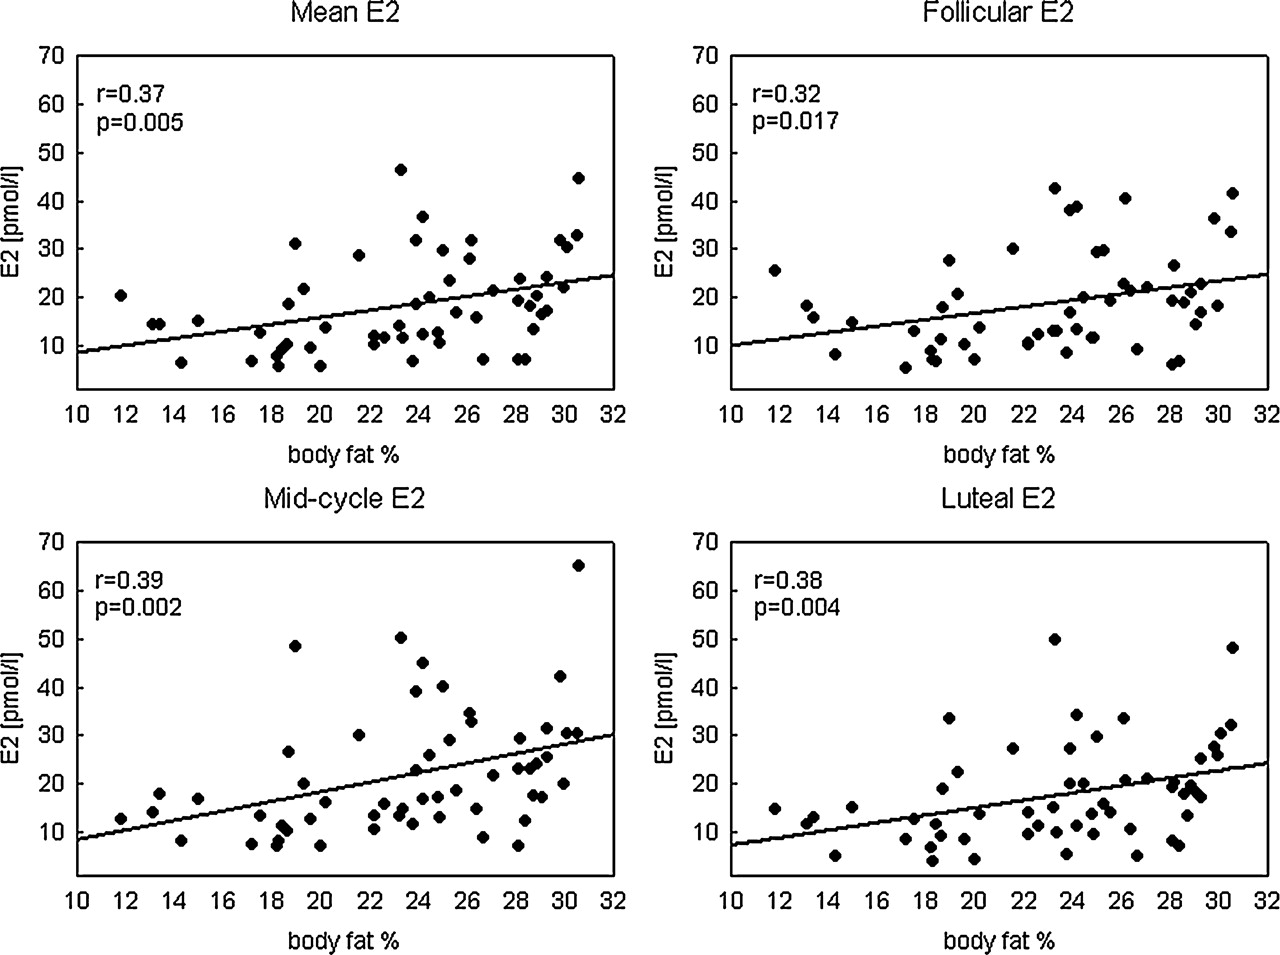 Mean E2
r=0.37
p=0.005
E2 [pmol/l]
70
60
50
40
30
20
10
10 12 14 16 18 20 22 24 26 28 30 32
body fat %
Follicular E2
r=0.32
p=0.017
E2 [pmol/l]
70
60
50
40
30
20
10
10 12 14 16 18 20 22 24 26 28 30 32
body fat %
Mid-cycle E2
r=0.39
p=0.002
E2 [pmol/l]
70
60
50
40
30
20
10
10 12 14 16 18 20 22 24 26 28 30 32
body fat %
Luteal E2
r=0.38
p=0.004
E2 [pmol/l]
70
60
50
40
30
20
10
10 12 14 16 18 20 22 24 26 28 30 32
body fat %